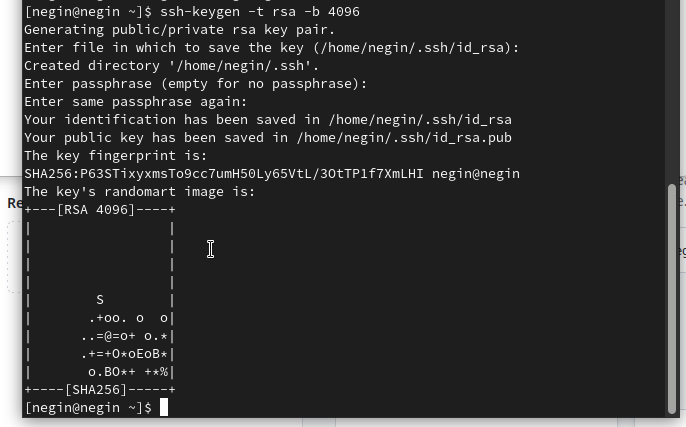 [negin@negin ~]$ ssh-keygen -t rsa -b 4096
Generating public/private rsa key pair.
Enter file in which to save the key (/home/negin/.ssh/id_rsa):
Created directory '/home/negin/.ssh'.
Enter passphrase (empty for no passphrase):
Enter same passphrase again:
Your identification has been saved in /home/negin/.ssh/id_rsa
Your public key has been saved in /home/negin/.ssh/id_rsa.pub
The key fingerprint is:
SHA256:P63STixyxmsTo9cc7umH50Ly65VtL/3OtTP1f7XmLHI negin@negin
The key's randomart image is:
+---[RSA 4096]----+
|                 |
|                 |
|                 |
|                 |
|        S        |
|       .+oo. o  o|
|      ..=@=o+ o.*|
|      .+=+O*oEoB*|
|       o.BO*+ +*%|
+----[SHA256]-----+
[negin@negin ~]$
Re